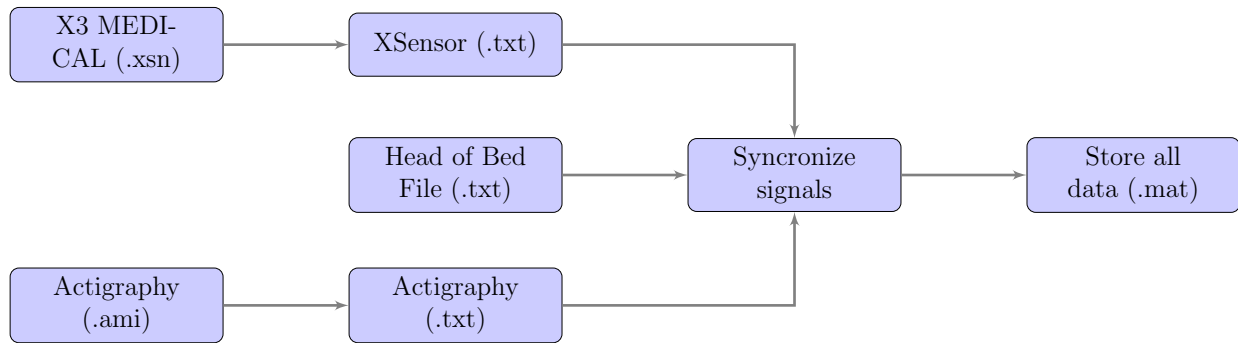 X3 MEDI-
CAL (.xsn)
XSensor (.txt)
Head of Bed
File (.txt)
Syncronize
signals
Store all
data (.mat)
Actigraphy
(.ami)
Actigraphy
(.txt)